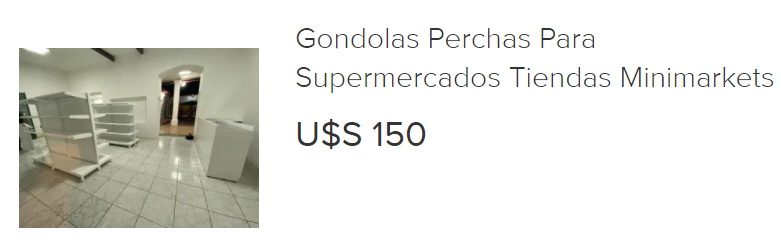 Gondolas Perchas Para
Supermercados Tiendas Minimarkets
U$S 150